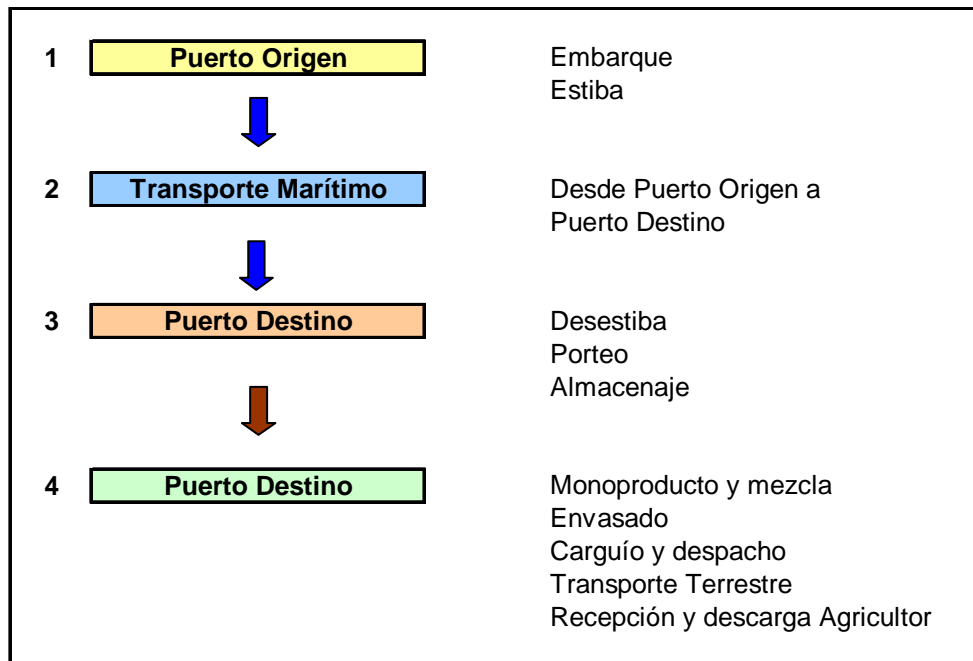 1 Puerto Origen Embarque
Estiba
2 Transporte Marítimo Desde Puerto Origen a
Puerto Destino
3 Puerto Destino Desestiba
Porteo
Almacenaje
4 Puerto Destino Monoproducto y mezcla
Envasado
Carguío y despacho
Transporte Terrestre
Recepción y descarga Agricultor